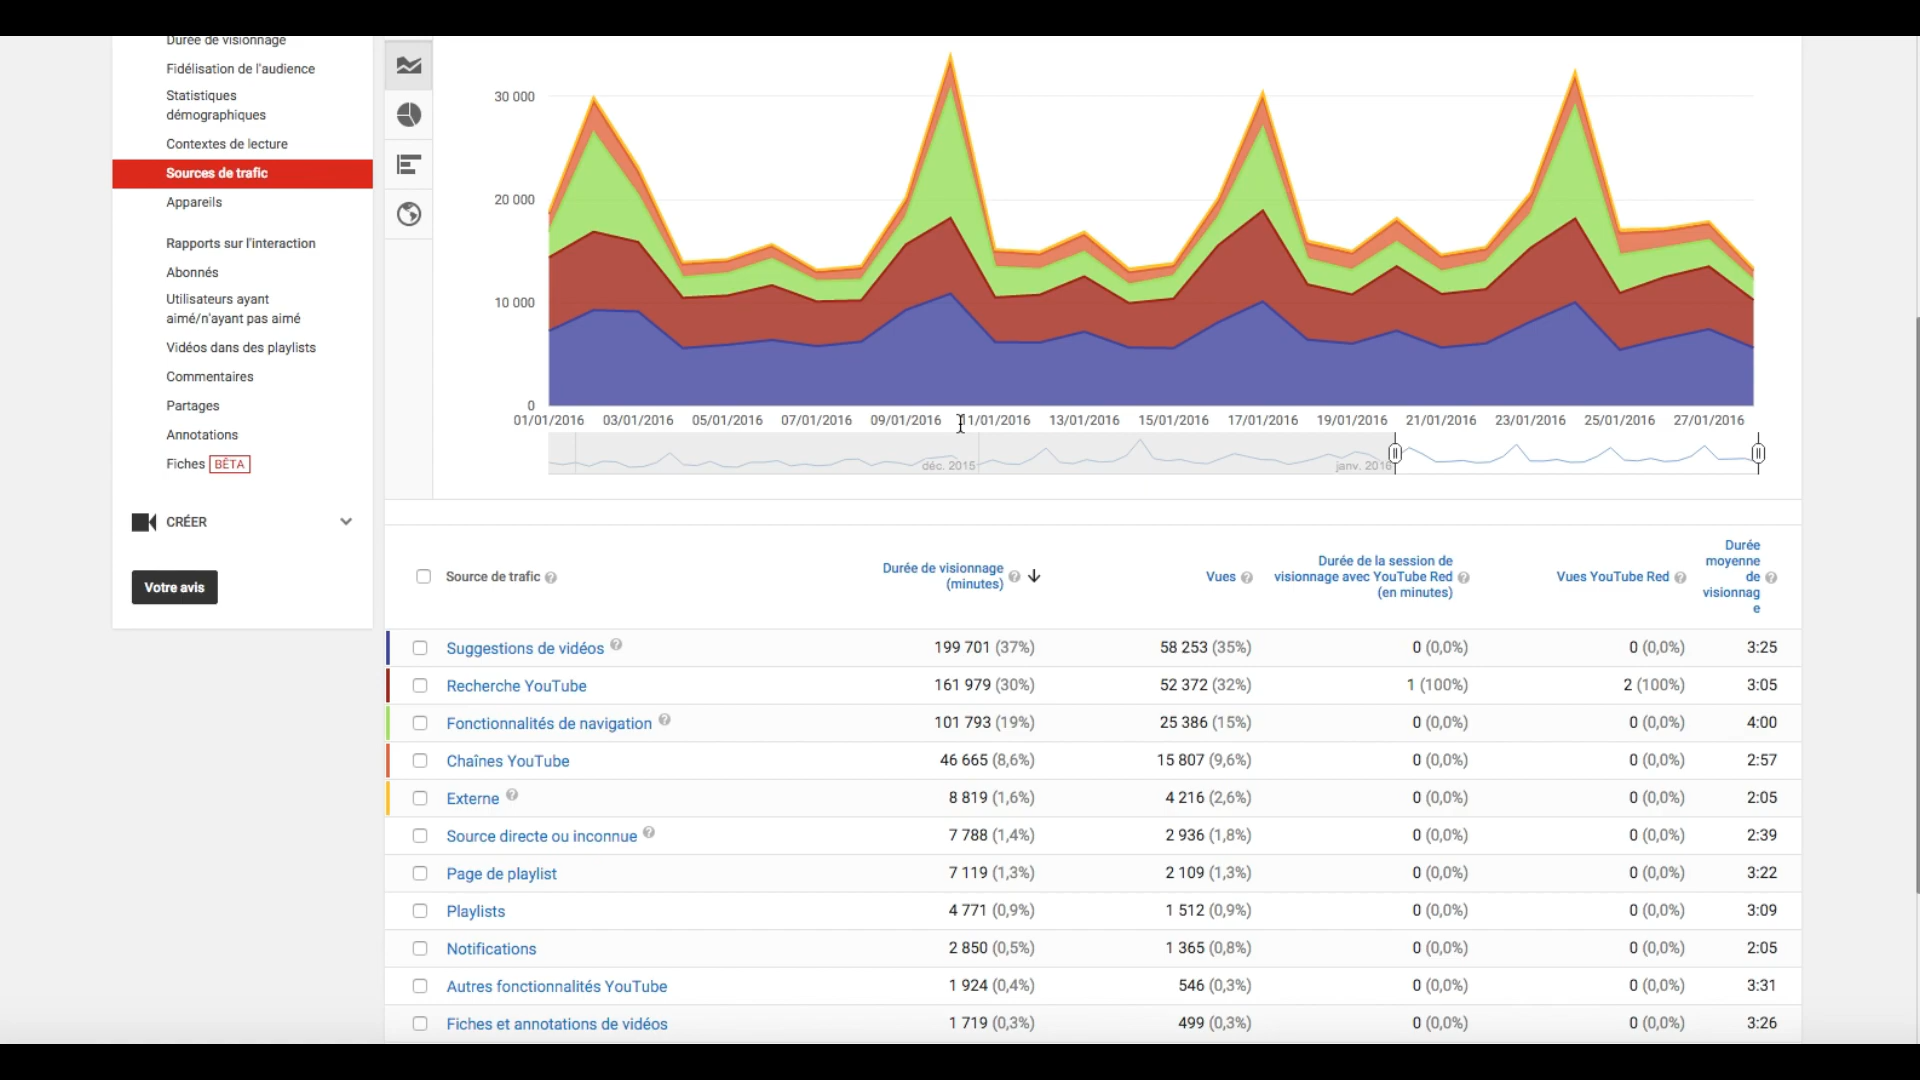 Durée de visionnage
Fidélisation de l'audience
Statistiques
démographiques
Contextes de lecture
Sources de trafic
Appareils
Rapports sur l'interaction
Abonnés
Utilisateurs ayant
aimé/n'ayant pas aimé
Vidéos dans des playlists
Commentaires
Partages
Annotations
Fiches BÊTA
CRÉER
Votre avis
30 000
20 000
10 000
0
01/01/2016 03/01/2016 05/01/2016 07/01/2016 09/01/2016 11/01/2016 13/01/2016 15/01/2016 17/01/2016 19/01/2016 21/01/2016 23/01/2016 25/01/2016 27/01/2016
déc. 2015 janv. 2016
Source de trafic ?
Durée de visionnage
(minutes) ?
Vues ?
Durée de la session de
visionnage avec YouTube Red ?
(en minutes)
Vues YouTube Red ?
Durée
moyenne
de ?
visionnag
e
Suggestions de vidéos ? 199 701 (37%) 58 253 (35%) 0 (0,0%) 0 (0,0%) 3:25
Recherche YouTube 161 979 (30%) 52 372 (32%) 1 (100%) 2 (100%) 3:05
Fonctionnalités de navigation ? 101 793 (19%) 25 386 (15%) 0 (0,0%) 0 (0,0%) 4:00
Chaînes YouTube 46 665 (8,6%) 15 807 (9,6%) 0 (0,0%) 0 (0,0%) 2:57
Externe ? 8 819 (1,6%) 4 216 (2,6%) 0 (0,0%) 0 (0,0%) 2:05
Source directe ou inconnue ? 7 788 (1,4%) 2 936 (1,8%) 0 (0,0%) 0 (0,0%) 2:39
Page de playlist 7 119 (1,3%) 2 109 (1,3%) 0 (0,0%) 0 (0,0%) 3:22
Playlists 4 771 (0,9%) 1 512 (0,9%) 0 (0,0%) 0 (0,0%) 3:09
Notifications 2 850 (0,5%) 1 365 (0,8%) 0 (0,0%) 0 (0,0%) 2:05
Autres fonctionnalités YouTube 1 924 (0,4%) 546 (0,3%) 0 (0,0%) 0 (0,0%) 3:31
Fiches et annotations de vidéos 1 719 (0,3%) 499 (0,3%) 0 (0,0%) 0 (0,0%) 3:26